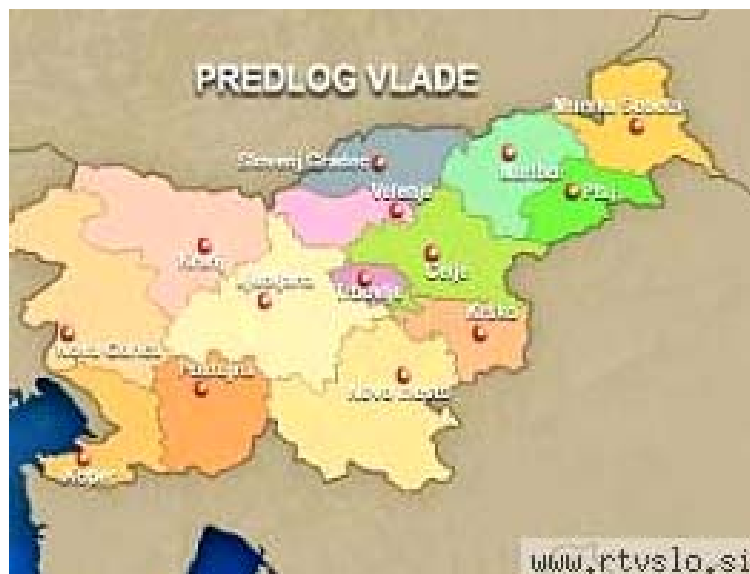 PREDLOG VLADE
Murska Sobota
Slovenj Gradec
Maribor
Ptuj
Velenje
Kranj
Celje
Ljubljana
Trbovlje
Krško
Nova Gorica
Postojna
Novo mesto
Koper
www.rtvslo.si